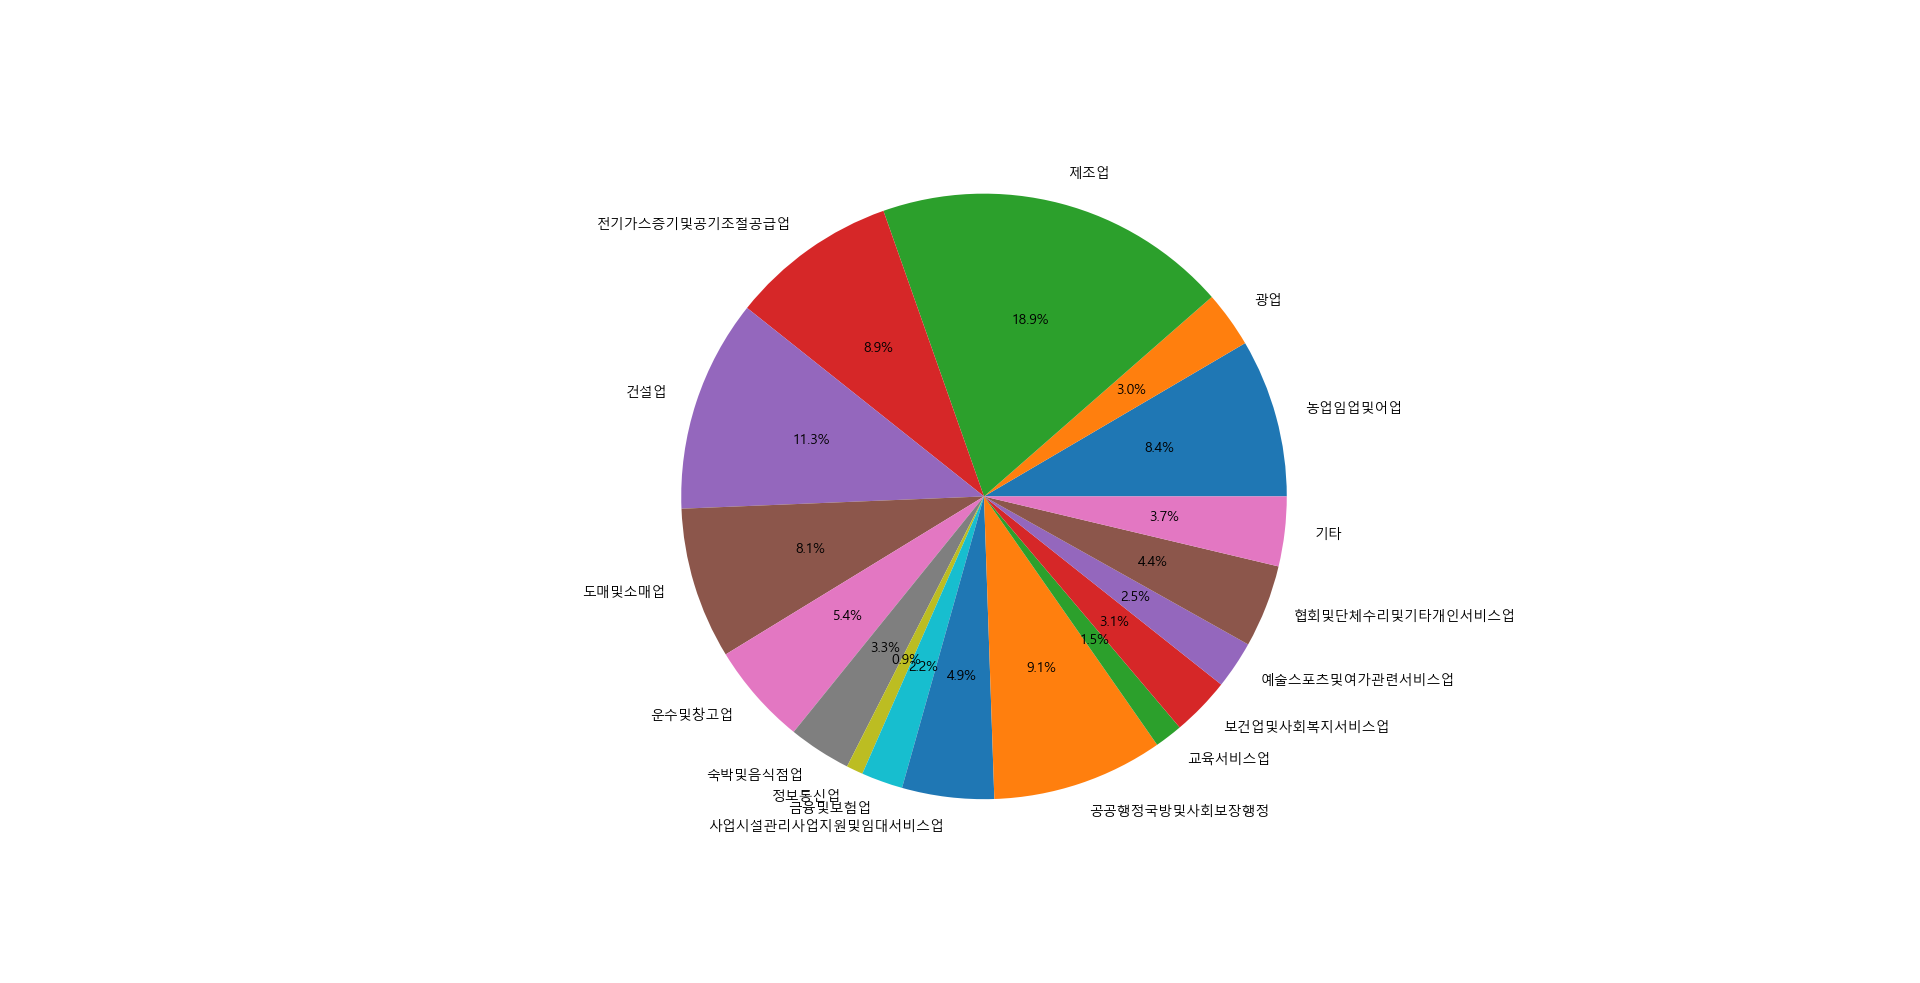 제조업
전기가스증기및공기조절공급업
광업
18.9%
8.9%
3.0%
건설업
농업임업및어업
11.3%
8.4%
3.7%
기타
8.1%
4.4%
도매및소매업
2.5%
협회및단체수리및기타개인서비스업
5.4%
3.1%
1.5%
3.3%
0.9%
2.2%
9.1%
4.9%
예술스포츠및여가관련서비스업
운수및창고업
보건업및사회복지서비스업
교육서비스업
숙박및음식점업
정보통신업
금융및보험업
공공행정국방및사회보장행정
사업시설관리사업지원및임대서비스업